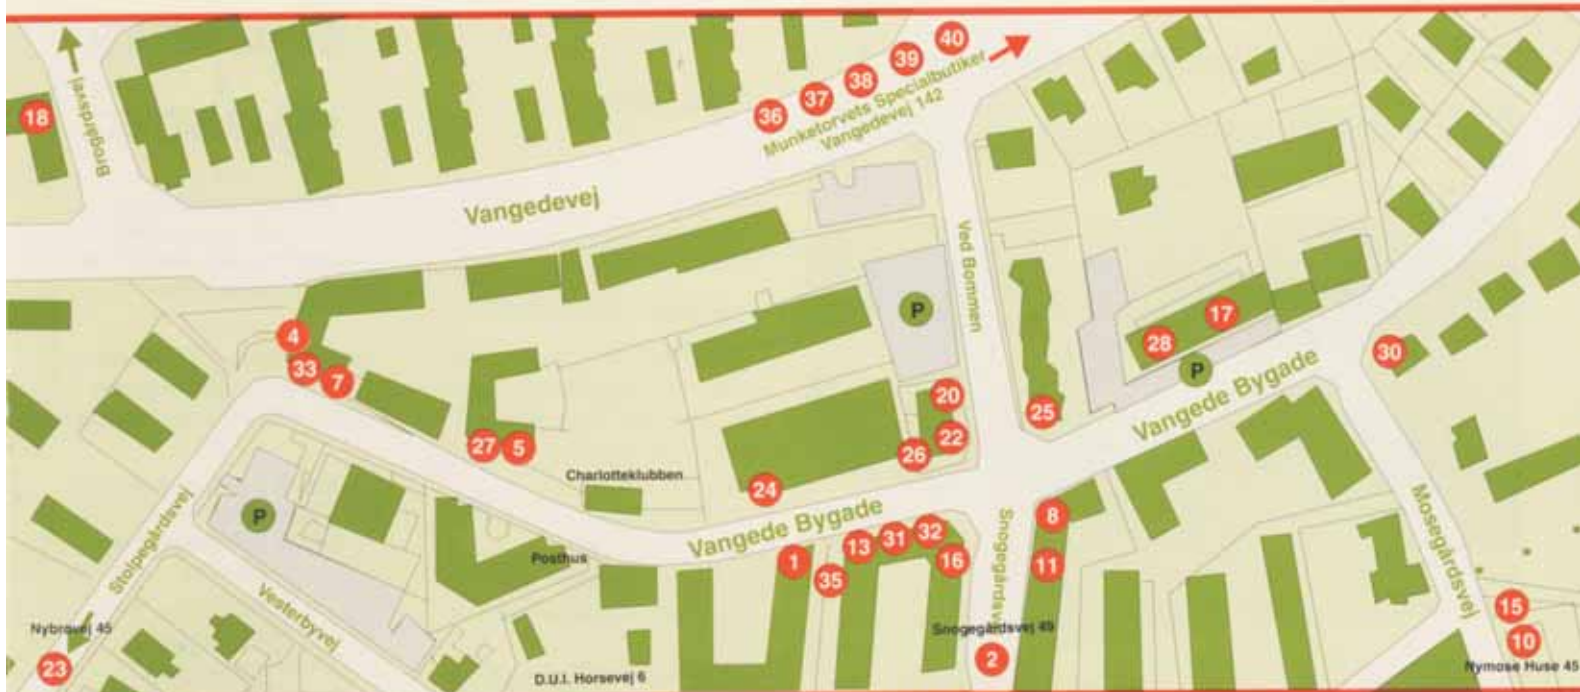 40
39
38
37
36
18
Brogårdsvej
Munketorvets Specialbutiker
Vangedevej 142
Vangedevej
Ved Bommen
P
17
28
P
30
4
33
7
20
25
22
26
27
5
Vangede Bygade
Charlotteklubben
24
Vangede Bygade
P
8
Stolpegårdsvej
Posthus
1
13
31
32
16
35
11
Snogegårdsvej
Mosegårdsvej
Vesterbyvej
15
Nybrovej 45
Snogegårdsvej 49
10
23
2
D.U.I. Horsevej 6
Nymose Huse 45